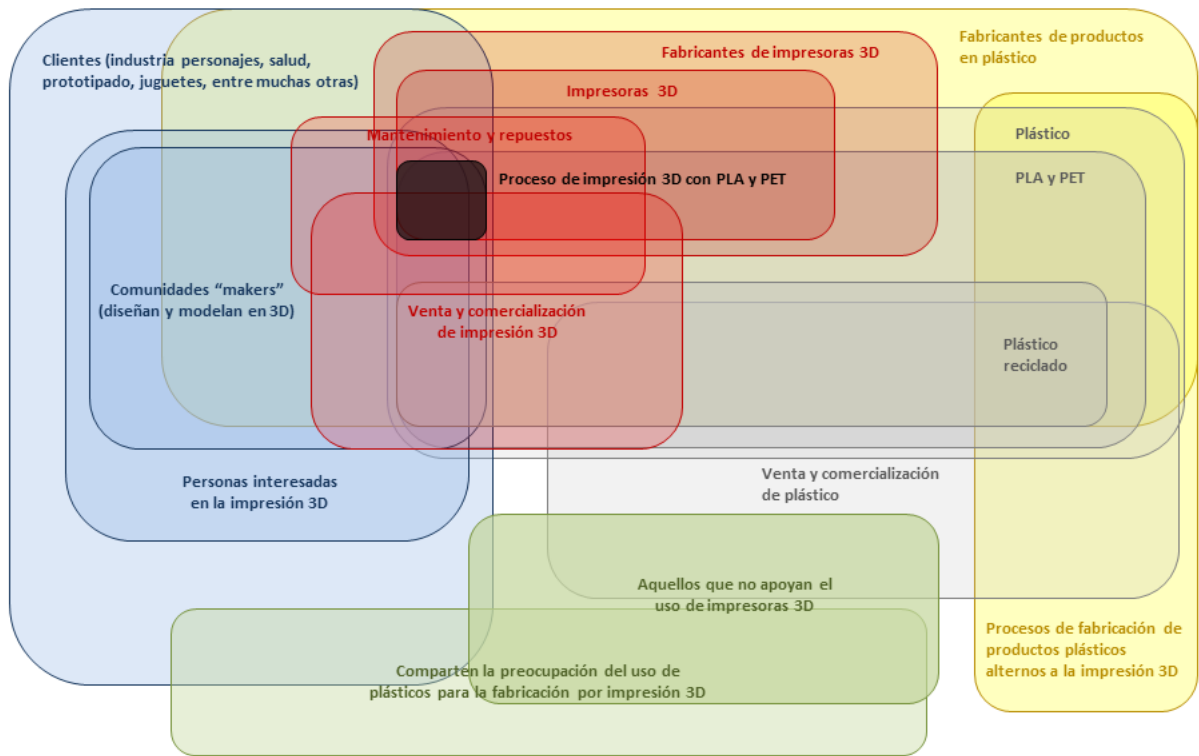 Clientes (industria personajes, salud,
prototipado, juguetes, entre muchas otras)
Fabricantes de impresoras 3D
Fabricantes de productos
en plástico
Impresoras 3D
Mantenimiento y repuestos
Plástico
Proceso de impresión 3D con PLA y PET
PLA y PET
Comunidades “makers”
(diseñan y modelan en 3D)
Venta y comercialización
de impresión 3D
Plástico
reciclado
Personas interesadas
en la impresión 3D
Venta y comercialización
de plástico
Aquellos que no apoyan el
uso de impresoras 3D
Procesos de fabricación de
productos plásticos
alternos a la impresión 3D
Comparten la preocupación del uso de
plásticos para la fabricación por impresión 3D